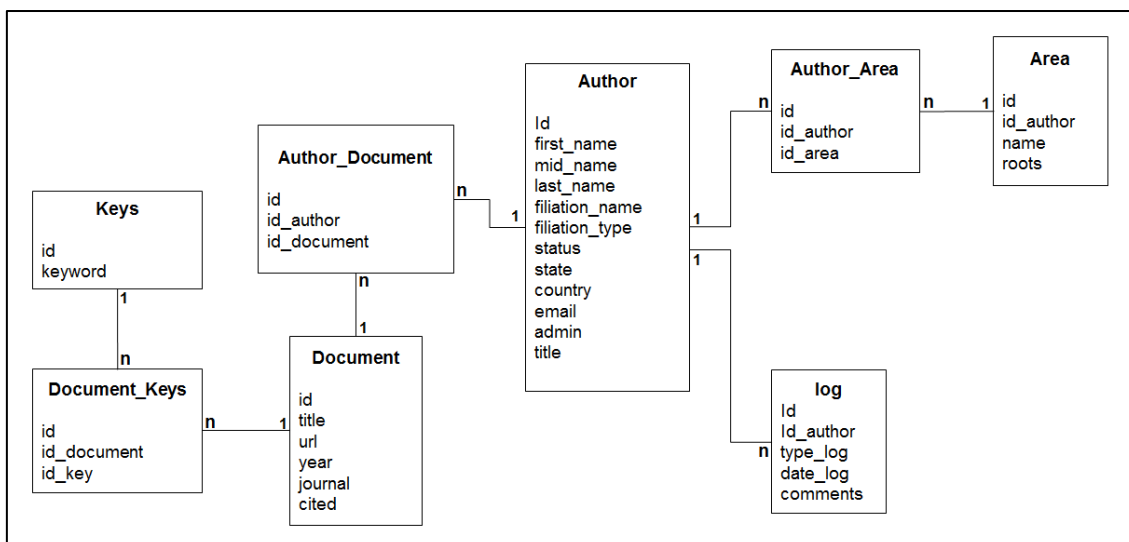 Keys
id
keyword
Document_Keys
id
id_document
id_key
Author_Document
id
id_author
id_document
Document
id
title
url
year
journal
cited
Author
Id
first_name
mid_name
last_name
filiation_name
filiation_type
status
state
country
email
admin
title
Author_Area
id
id_author
id_area
Area
id
id_author
name
roots
log
Id
Id_author
type_log
date_log
comments
1
n
n
1
n
1
n
1
1
n
n
1
1
n